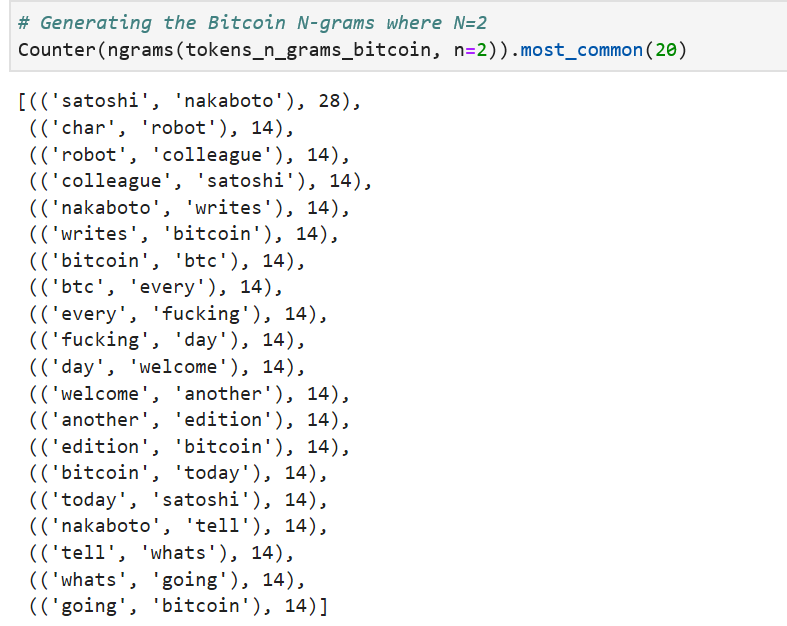 # Generating the Bitcoin N-grams where N=2
Counter(ngrams(tokens_n_grams_bitcoin, n=2)).most_common(20)
[(('satoshi', 'nakaboto'), 28),
(('char', 'robot'), 14),
(('robot', 'colleague'), 14),
(('colleague', 'satoshi'), 14),
(('nakaboto', 'writes'), 14),
(('writes', 'bitcoin'), 14),
(('bitcoin', 'btc'), 14),
(('btc', 'every'), 14),
(('every', 'fucking'), 14),
(('fucking', 'day'), 14),
(('day', 'welcome'), 14),
(('welcome', 'another'), 14),
(('another', 'edition'), 14),
(('edition', 'bitcoin'), 14),
(('bitcoin', 'today'), 14),
(('today', 'satoshi'), 14),
(('nakaboto', 'tell'), 14),
(('tell', 'whats'), 14),
(('whats', 'going'), 14),
(('going', 'bitcoin'), 14)]